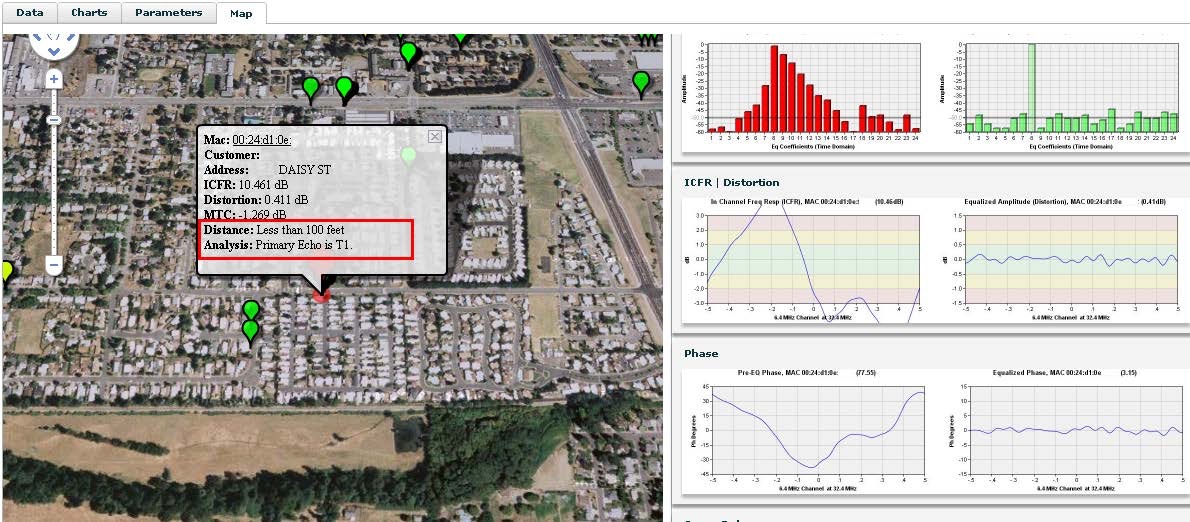 Data Charts Parameters Map
Mac: 00:24:d1:0e:
Customer:
Address: DAISY ST
ICFR: 10.461 dB
Distortion: 0.411 dB
MTC: -1.269 dB
Distance: Less than 100 feet
Analysis: Primary Echo is T1.
Amplitude
0
-5
-10
-15
-20
-25
-30
-35
-40
-45
-50
-55
-60
1 2 3 4 5 6 7 8 9 10 11 12 13 14 15 16 17 18 19 20 21 22 23 24
Eq Coefficients (Time Domain)
Amplitude
0
-5
-10
-15
-20
-25
-30
-35
-40
-45
-55
-60
1 2 3 4 5 6 7 8 9 10 11 12 13 14 15 16 17 18 19 20 21 22 23 24
Eq Coefficients (Time Domain)
ICFR | Distortion
In Channel Freq Resp (ICFR), MAC 00:24:d1:0e: (10.46dB)
dB
3.0
2.0
1.0
0.0
-1.0
-2.0
-3.0
-.5 -.4 -.3 -.2 -.1 0 .1 .2 .3 .4 .5
6.4 MHz Channel at 32.4 MHz
Equalized Amplitude (Distortion), MAC 00:24:d1:0e : (0.41dB)
dB
1.5
1.0
0.5
0.0
-0.5
-1.0
-1.5
-.5 -.4 -.3 -.2 -.1 0 .1 .2 .3 .4 .5
6.4 MHz Channel at 32.4 MHz
Phase
Pre-EQ Phase, MAC 00:24:d1:0e: (77.55)
Ph Degrees
45
30
15
0
-15
-30
-45
-.5 -.4 -.3 -.2 -.1 0 .1 .2 .3 .4 .5
6.4 MHz Channel at 32.4 MHz
Equalized Phase, MAC 00:24:d1:0e (3.15)
Ph Degrees
15
10
5
0
-5
-10
-15
-.5 -.4 -.3 -.2 -.1 0 .1 .2 .3 .4 .5
6.4 MHz Channel at 32.4 MHz